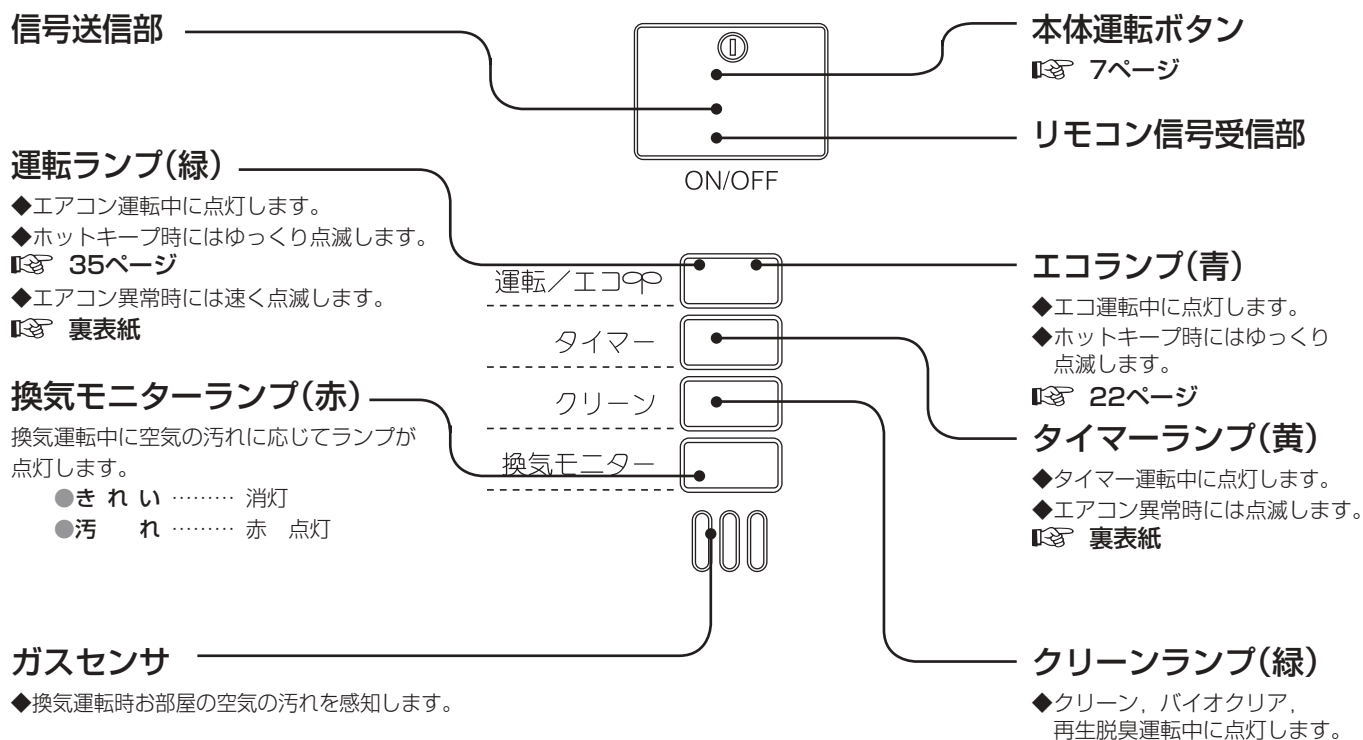 信号送信部
運転ランプ(緑)
◆エアコン運転中に点灯します。
◆ホットキープ時にはゆっくり点滅します。
☞ 35ページ
◆エアコン異常時には速く点滅します。
☞ 裏表紙
換気モニターランプ(赤)
換気運転中に空気の汚れに応じてランプが
点灯します。
●き れ い ……… 消灯
●汚　れ ……… 赤　点灯
ガスセンサ
◆換気運転時お部屋の空気の汚れを感知します。
ON/OFF
運転/エコ
タイマー
クリーン
換気モニター
本体運転ボタン
☞ 7ページ
リモコン信号受信部
エコランプ(青)
◆エコ運転中に点灯します。
◆ホットキープ時にはゆっくり
点滅します。
☞ 22ページ
タイマーランプ(黄)
◆タイマー運転中に点灯します。
◆エアコン異常時には点滅します。
☞ 裏表紙
クリーンランプ(緑)
◆クリーン，バイオクリア，
再生脱臭運転中に点灯します。